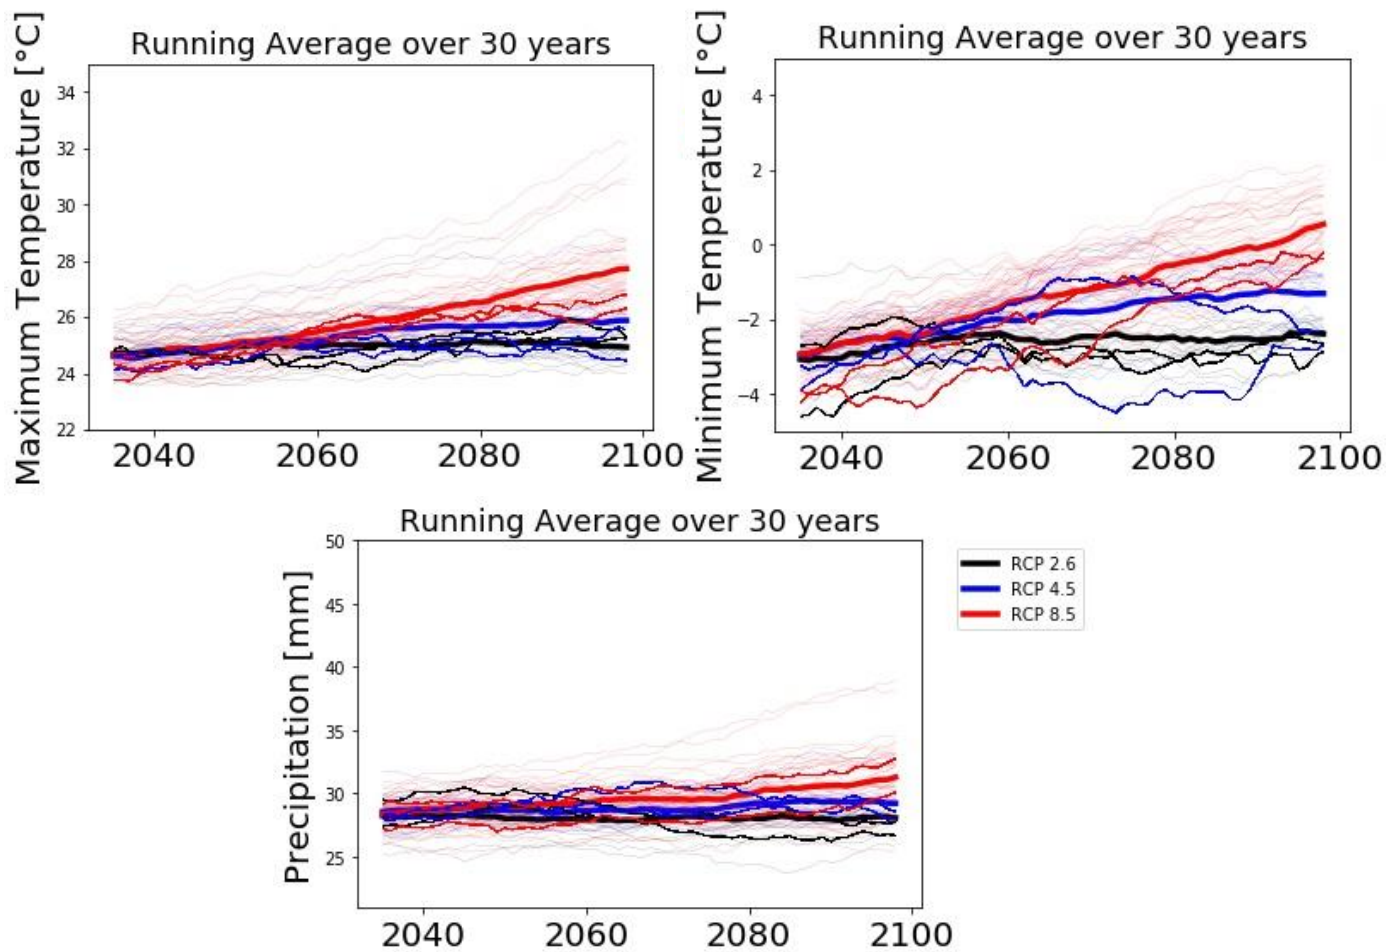 Running Average over 30 years
Maximum Temperature [°C]
34
32
30
28
26
24
22
2040 2060 2080 2100
Running Average over 30 years
Minimum Temperature [°C]
4
2
0
−2
−4
2040 2060 2080 2100
Running Average over 30 years
Precipitation [mm]
50
45
40
35
30
25
2040 2060 2080 2100
RCP 2.6
RCP 4.5
RCP 8.5